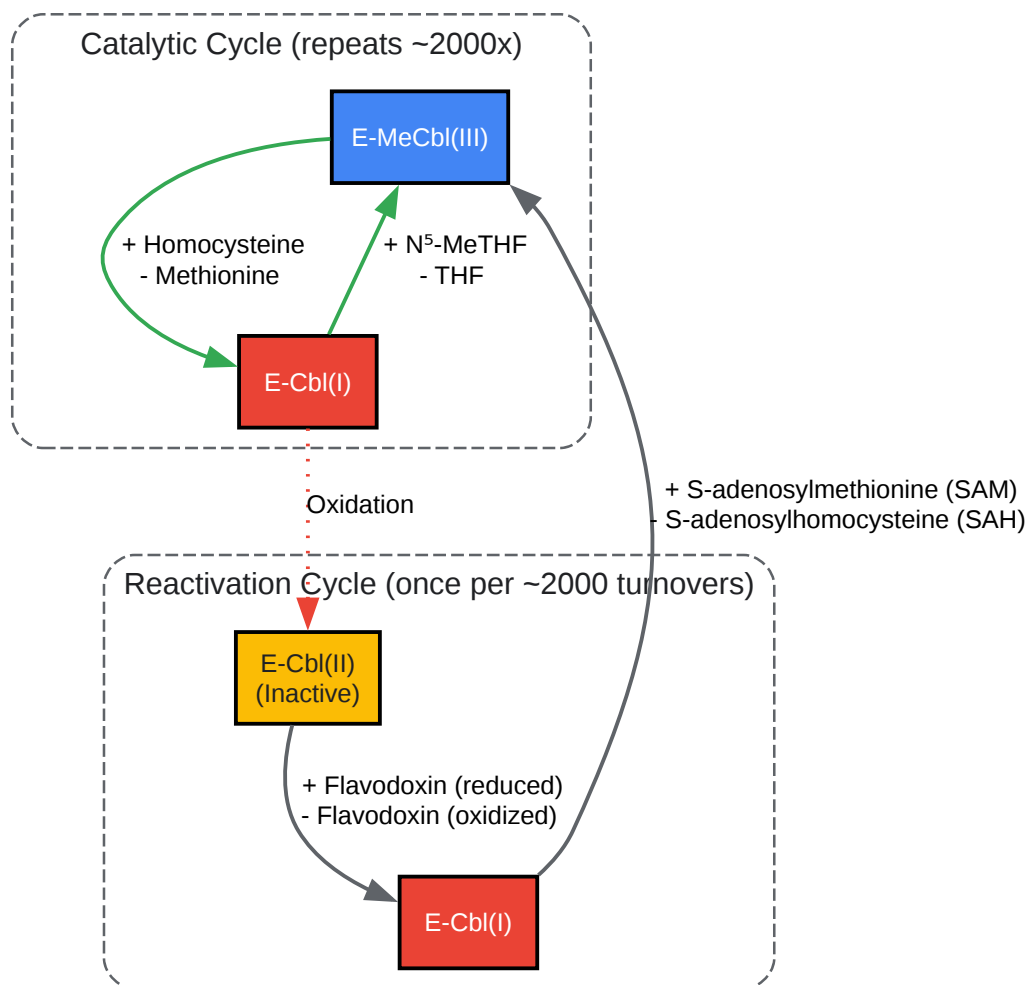 Catalytic Cycle (repeats ~2000x)
E-MeCbl(III)
+ Homocysteine
- Methionine
+ N⁵-MeTHF
- THF
E-Cbl(I)
Oxidation
+ S-adenosylmethionine (SAM)
- S-adenosylhomocysteine (SAH)
Reactivation Cycle (once per ~2000 turnovers)
E-Cbl(II)
(Inactive)
+ Flavodoxin (reduced)
- Flavodoxin (oxidized)
E-Cbl(I)